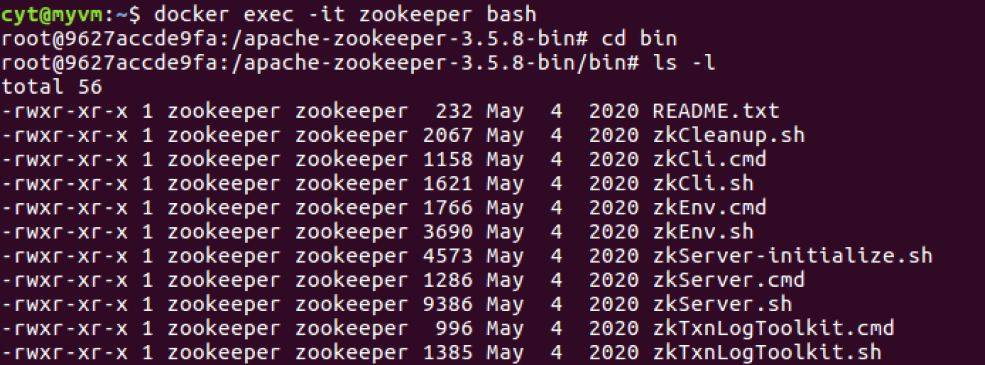 cyt@myvm:~$ docker exec -it zookeeper bash
root@9627accde9fa:/apache-zookeeper-3.5.8-bin# cd bin
root@9627accde9fa:/apache-zookeeper-3.5.8-bin/bin# ls -l
total 56
-rwxr-xr-x 1 zookeeper zookeeper  232 May  4  2020 README.txt
-rwxr-xr-x 1 zookeeper zookeeper 2067 May  4  2020 zkCleanup.sh
-rwxr-xr-x 1 zookeeper zookeeper 1158 May  4  2020 zkCli.cmd
-rwxr-xr-x 1 zookeeper zookeeper 1621 May  4  2020 zkCli.sh
-rwxr-xr-x 1 zookeeper zookeeper 1766 May  4  2020 zkEnv.cmd
-rwxr-xr-x 1 zookeeper zookeeper 3690 May  4  2020 zkEnv.sh
-rwxr-xr-x 1 zookeeper zookeeper 4573 May  4  2020 zkServer-initialize.sh
-rwxr-xr-x 1 zookeeper zookeeper 1286 May  4  2020 zkServer.cmd
-rwxr-xr-x 1 zookeeper zookeeper 9386 May  4  2020 zkServer.sh
-rwxr-xr-x 1 zookeeper zookeeper  996 May  4  2020 zkTxnLogToolkit.cmd
-rwxr-xr-x 1 zookeeper zookeeper 1385 May  4  2020 zkTxnLogToolkit.sh